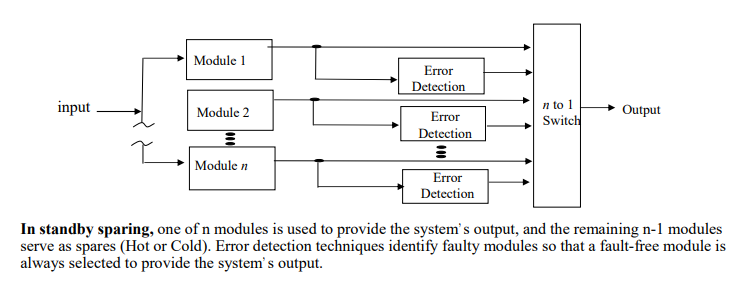 Module 1
Error
Detection
input
Module 2
Error
Detection
n to 1
Switch
Output
Module n
Error
Detection
In standby sparing, one of n modules is used to provide the system's output, and the remaining n-1 modules
serve as spares (Hot or Cold). Error detection techniques identify faulty modules so that a fault-free module is
always selected to provide the system's output.